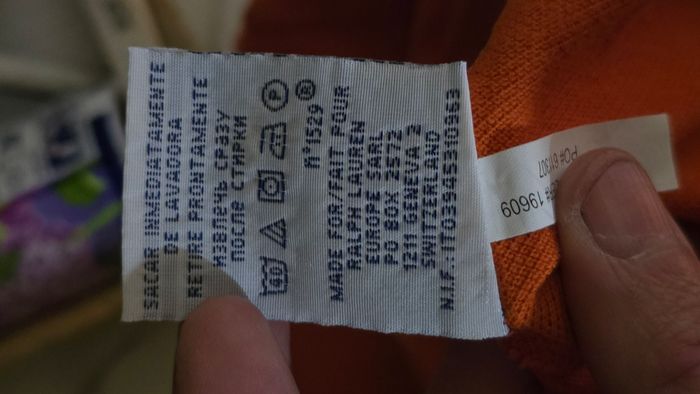 SACAR INMEDIATAMENTE
DE LAVADORA
RETIRE PRONTAMENTE
ИЗВЛЕЧЬ СРАЗУ
ПОСЛЕ СТИРКИ
40 P
n°1529 ®
MADE FOR/FAIT POUR
RALPH LAUREN
EUROPE SARL
PO BOX 2572
1211 GENEVA 2
SWITZERLAND
N.I.F.:IT03945310963
19609